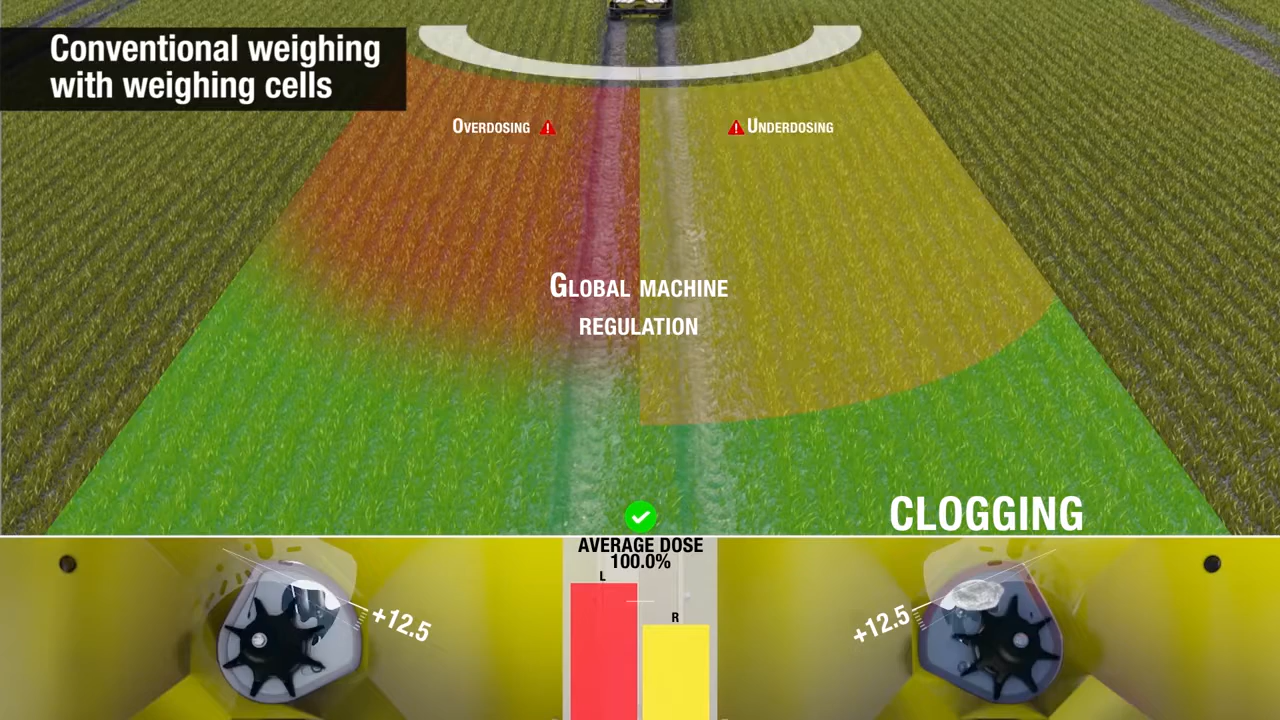 Conventional weighing
with weighing cells
OVERDOSING
UNDERDOSING
GLOBAL MACHINE
REGULATION
CLOGGING
AVERAGE DOSE
100.0%
L
R
+12.5
+12.5